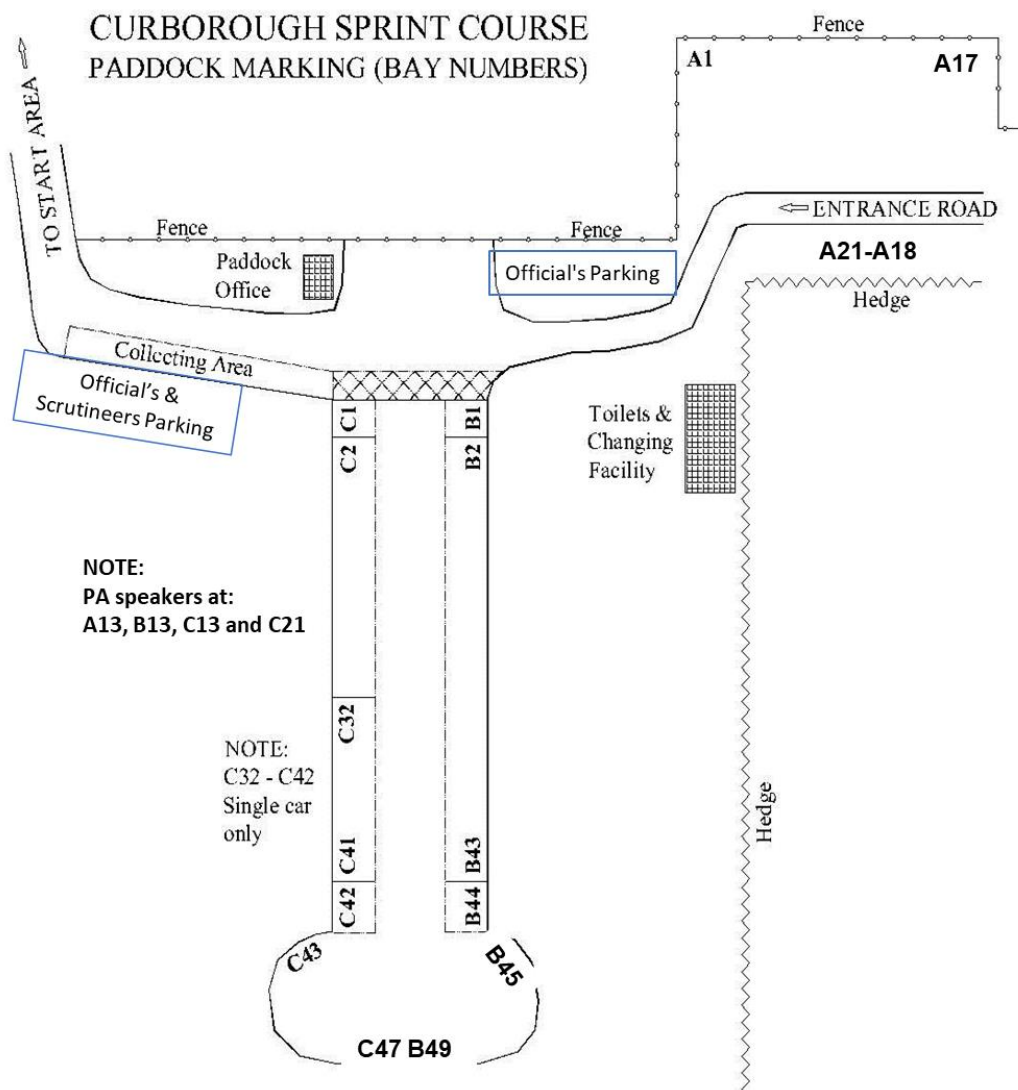 CURBOROUGH SPRINT COURSE
PADDOCK MARKING (BAY NUMBERS)
TO START AREA
Fence
A1
A17
ENTRANCE ROAD
A21-A18
Hedge
Fence
Fence
Paddock
Office
Official's Parking
Collecting Area
Official's &
Scrutineers Parking
C1
B1
C2
B2
Toilets &
Changing
Facility
NOTE:
PA speakers at:
A13, B13, C13 and C21
C32
NOTE:
C32 - C42
Single car
only
C41
B43
C42
B44
Hedge
C43
B45
C47 B49